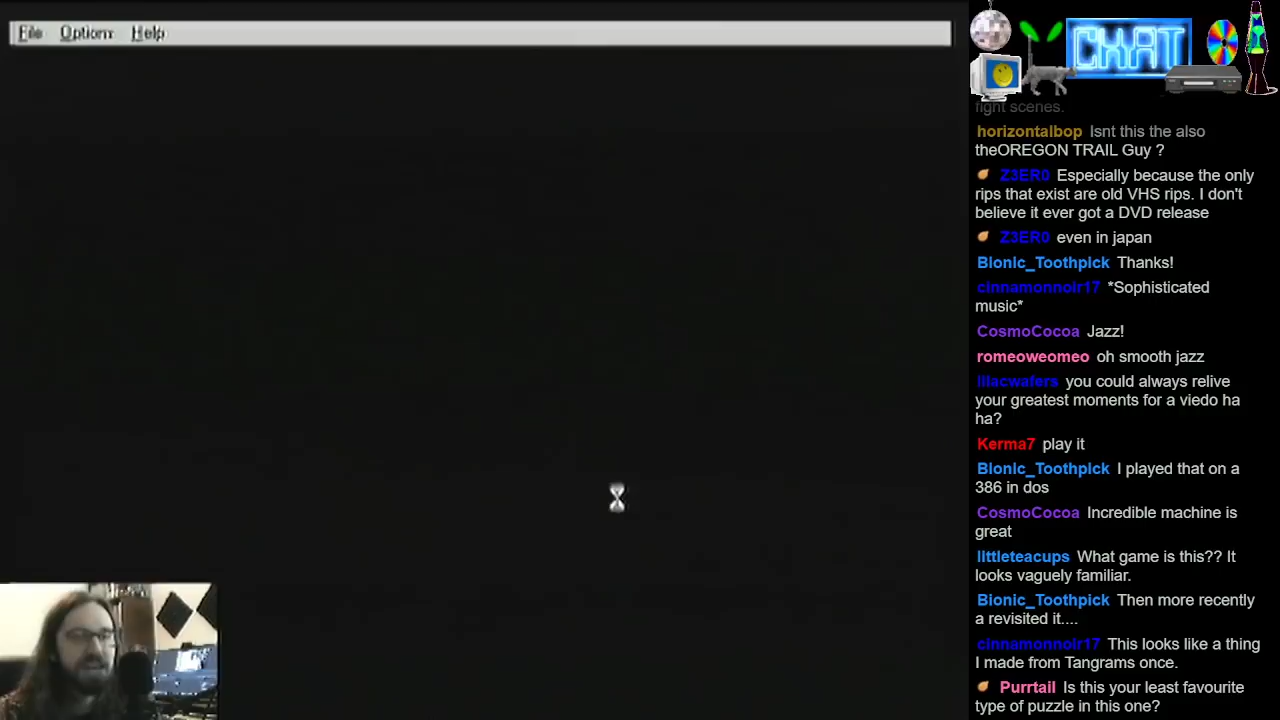 File Options Help
CHAT
fight scenes.
horizontalbop Isnt this the also
theOREGON TRAIL Guy ?
Z3ER0 Especially because the only
rips that exist are old VHS rips. I don't
believe it ever got a DVD release
Z3ER0 even in japan
Bionic_Toothpick Thanks!
cinnamonnoir17 *Sophisticated
music*
CosmoCocoa Jazz!
romeoweomeo oh smooth jazz
lilacwafers you could always relive
your greatest moments for a viedo ha
ha?
Kerma7 play it
Bionic_Toothpick I played that on a
386 in dos
CosmoCocoa Incredible machine is
great
littleteacups What game is this?? It
looks vaguely familiar.
Bionic_Toothpick Then more recently
a revisited it....
cinnamonnoir17 This looks like a thing
I made from Tangrams once.
Purrtail Is this your least favourite
type of puzzle in this one?